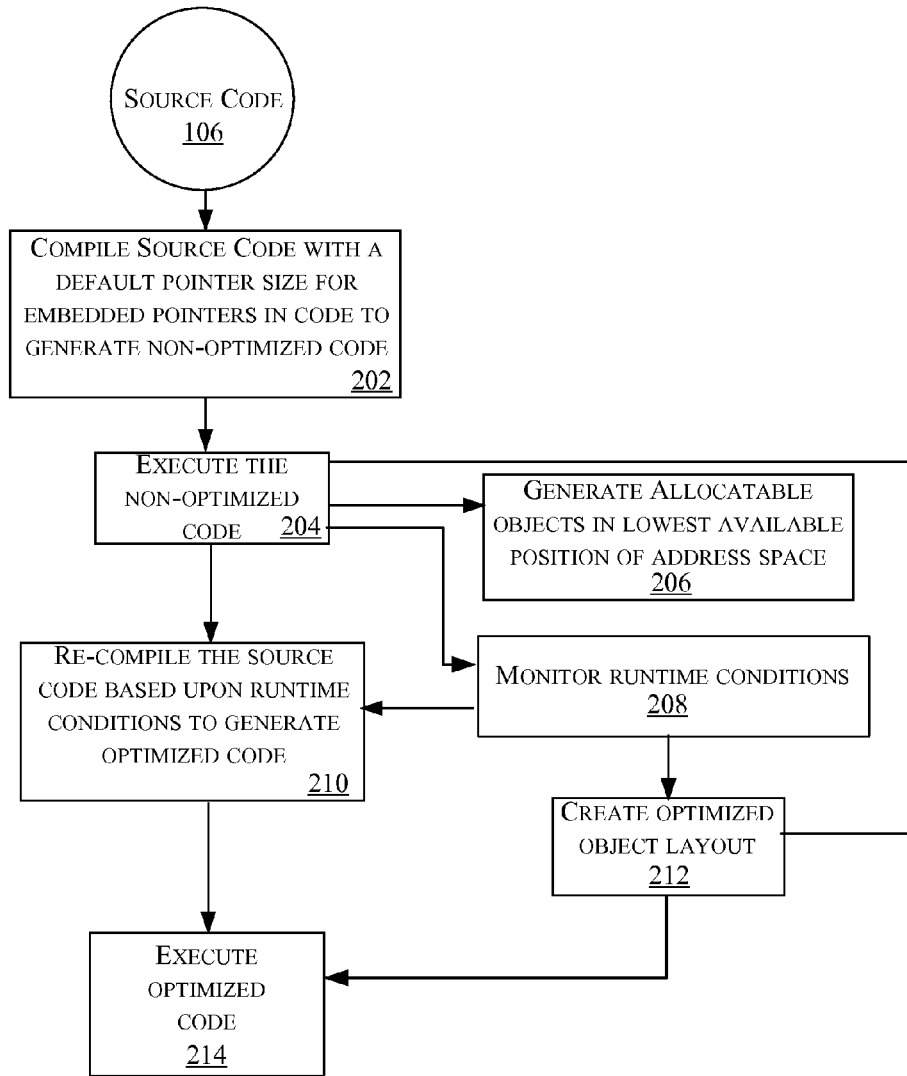 SOURCE CODE
106
COMPILE SOURCE CODE WITH A
DEFAULT POINTER SIZE FOR
EMBEDDED POINTERS IN CODE TO
GENERATE NON-OPTIMIZED CODE
202
EXECUTE THE
NON-OPTIMIZED
CODE
204
GENERATE ALLOCATABLE
OBJECTS IN LOWEST AVAILABLE
POSITION OF ADDRESS SPACE
206
RE-COMPILE THE SOURCE
CODE BASED UPON RUNTIME
CONDITIONS TO GENERATE
OPTIMIZED CODE
210
MONITOR RUNTIME CONDITIONS
208
CREATE OPTIMIZED
OBJECT LAYOUT
212
EXECUTE
OPTIMIZED
CODE
214